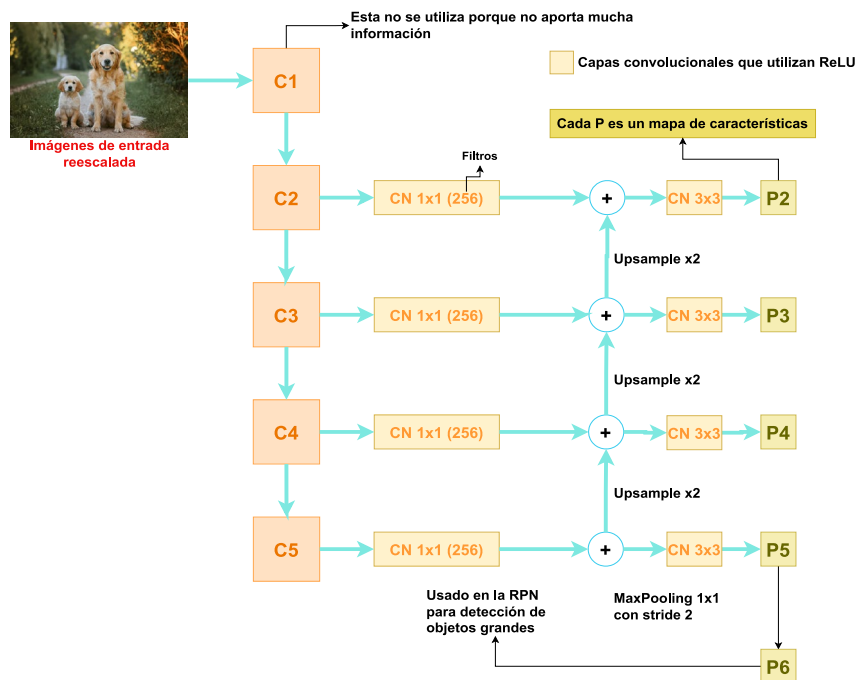 Esta no se utiliza porque no aporta mucha
información
C1
Capas convolucionales que utilizan ReLU
Imágenes de entrada
reescalada
Cada P es un mapa de características
Filtros
C2
CN 1x1 (256)
+
CN 3x3
P2
Upsample x2
C3
CN 1x1 (256)
+
CN 3x3
P3
Upsample x2
C4
CN 1x1 (256)
+
CN 3x3
P4
Upsample x2
C5
CN 1x1 (256)
+
CN 3x3
P5
Usado en la RPN
para detección de
objetos grandes
MaxPooling 1x1
con stride 2
P6